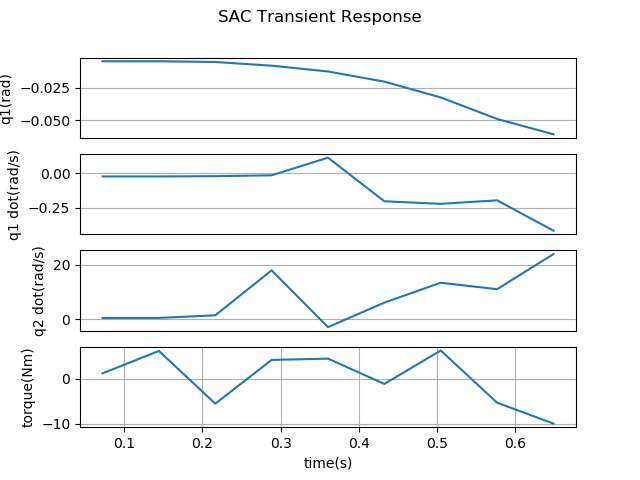 SAC Transient Response
q1(rad)
−0.025
−0.050
q1 dot(rad/s)
0.00
−0.25
q2 dot(rad/s)
20
0
torque(Nm)
0
−10
0.1 0.2 0.3 0.4 0.5 0.6
time(s)